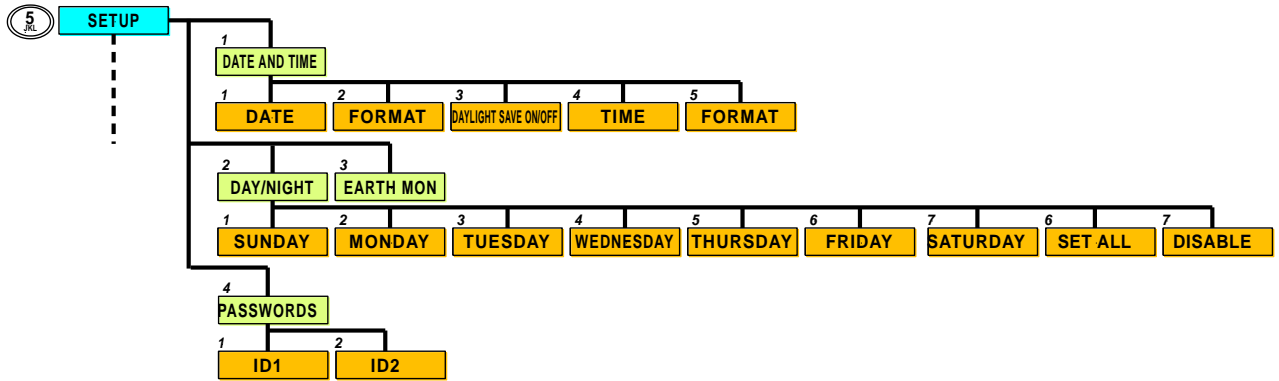 5
JKL
SETUP
1
DATE AND TIME
1 2 3 4 5
DATE FORMAT DAYLIGHT SAVE ON/OFF TIME FORMAT
2 3
DAY/NIGHT EARTH MON
1 2 3 4 5 6 7 6 7
SUNDAY MONDAY TUESDAY WEDNESDAY THURSDAY FRIDAY SATURDAY SET ALL DISABLE
4
PASSWORDS
1 2
ID1 ID2